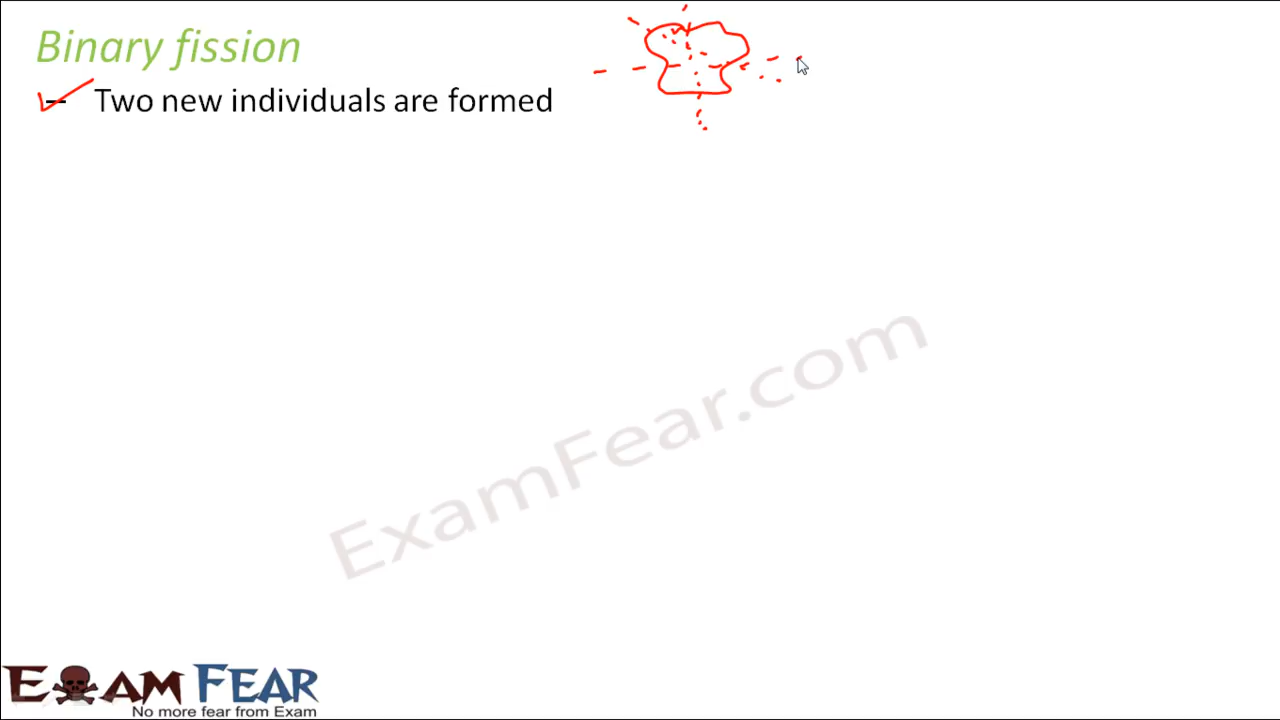 Binary fission
– Two new individuals are formed
ExamFear.com
EXAM FEAR
No more fear from Exam